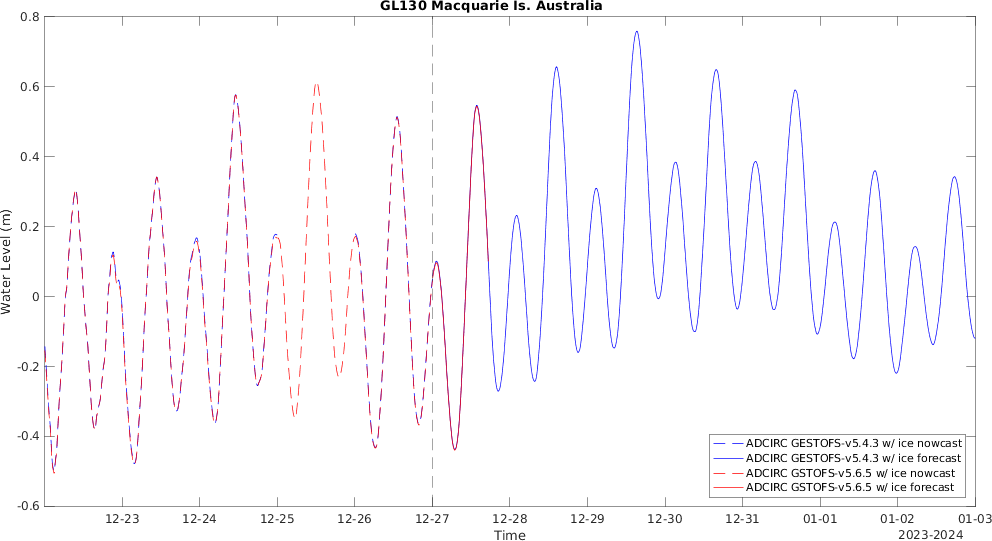 GL130 Macquarie Is. Australia
Water Level (m)
0.8
0.6
0.4
0.2
0
-0.2
-0.4
-0.6
12-23 12-24 12-25 12-26 12-27 12-28 12-29 12-30 12-31 01-01 01-02 01-03
Time
2023-2024
ADCIRC GESTOFS-v5.4.3 w/ ice nowcast
ADCIRC GESTOFS-v5.4.3 w/ ice forecast
ADCIRC GSTOFS-v5.6.5 w/ ice nowcast
ADCIRC GSTOFS-v5.6.5 w/ ice forecast